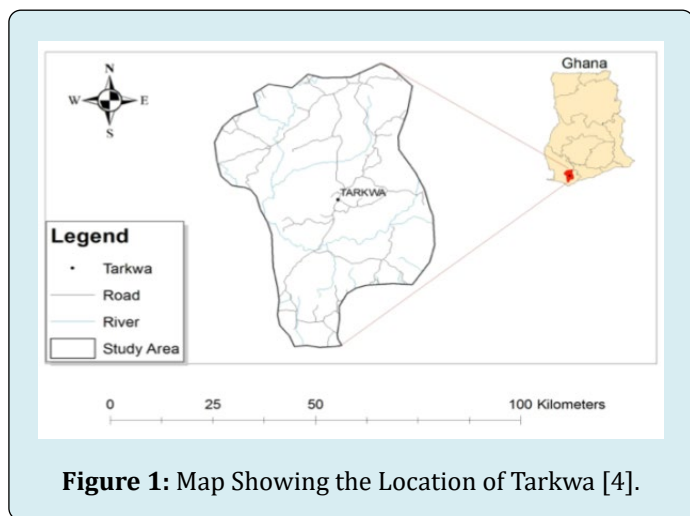 N
W E
S
Ghana
TARKWA
Legend
Tarkwa
Road
River
Study Area
0 25 50 100 Kilometers
Figure 1: Map Showing the Location of Tarkwa [4].